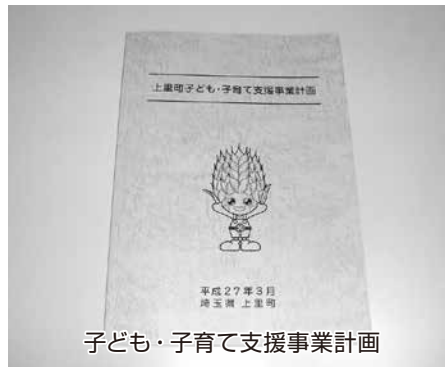 上里町子ども・子育て支援事業計画
平成27年3月
埼玉県 上里町
子ども・子育て支援事業計画